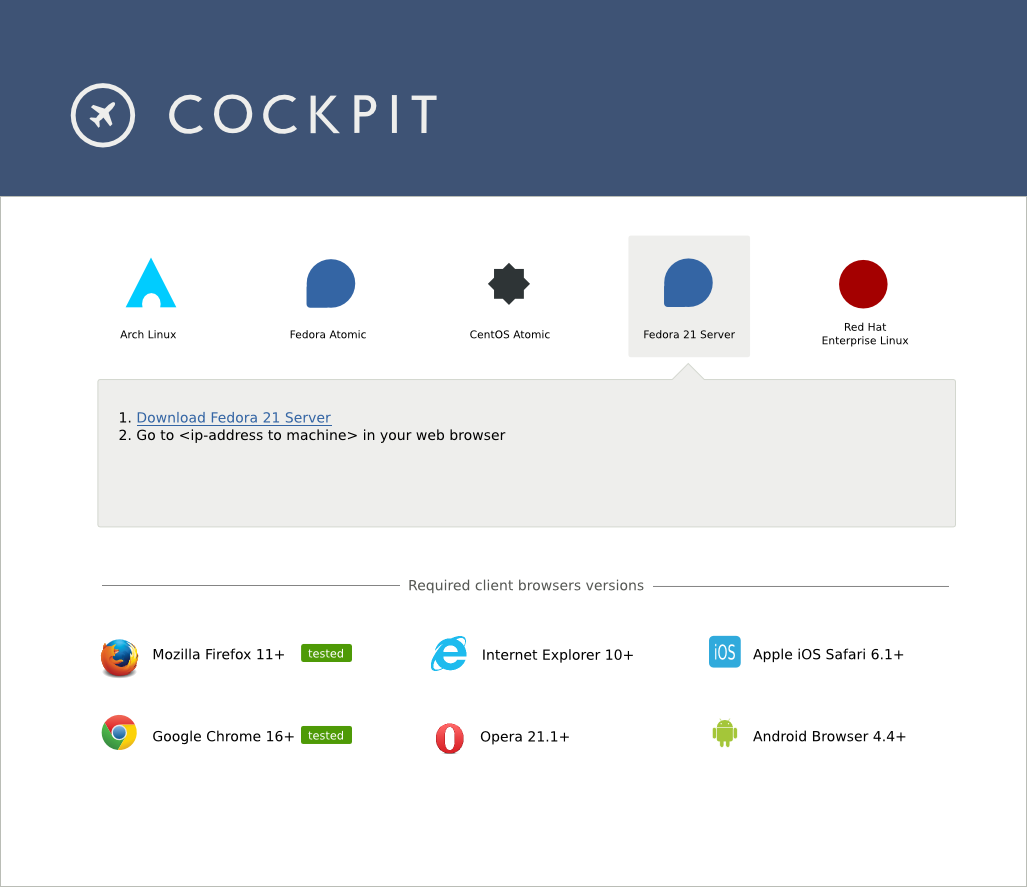 COCKPIT
Arch Linux
Fedora Atomic
CentOS Atomic
Fedora 21 Server
Red Hat
Enterprise Linux
1. Download Fedora 21 Server
2. Go to <ip-address to machine> in your web browser
Required client browsers versions
Mozilla Firefox 11+ tested
Internet Explorer 10+
iOS Apple iOS Safari 6.1+
Google Chrome 16+ tested
Opera 21.1+
Android Browser 4.4+